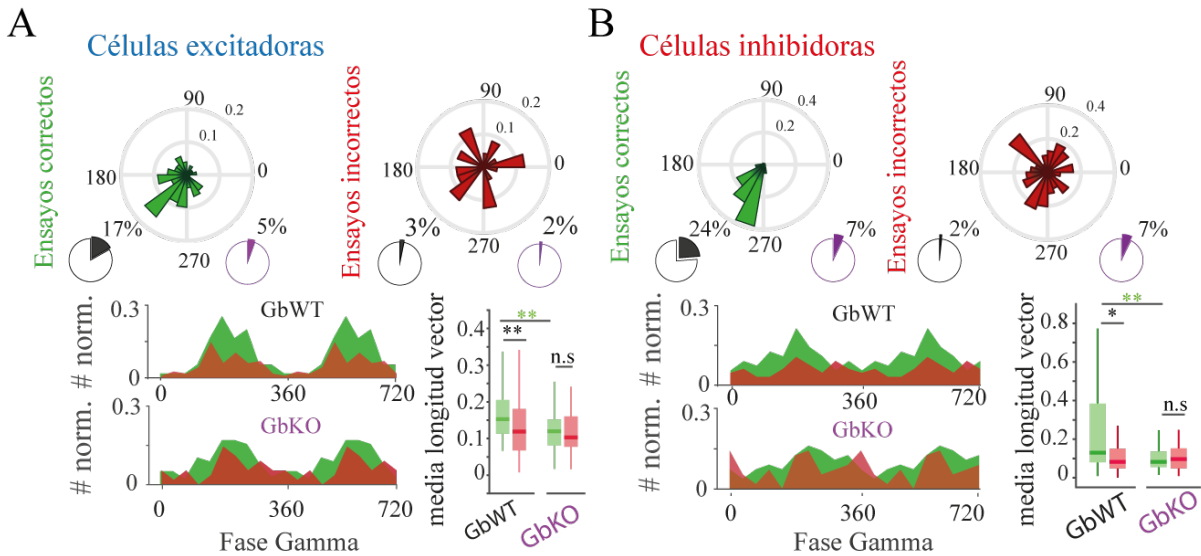 A
Células excitadoras
Ensayos correctos
90
0.2
0.1
180
0
270
17%
5%
Ensayos incorrectos
90
0.2
0.1
180
0
270
3%
2%
# norm.
0.3
0
GbWT
0
360
720
# norm.
0.3
0
GbKO
0
360
720
Fase Gamma
media longitud vector
0.4
0.3
0.2
0.1
0
**
**
n.s
GbWT
GbKO
B
Células inhibidoras
Ensayos correctos
90
0.4
0.2
180
0
270
24%
7%
Ensayos incorrectos
90
0.4
0.2
180
0
270
2%
7%
# norm.
0.3
0
GbWT
0
360
720
# norm.
0.3
0
GbKO
0
360
720
Fase Gamma
media longitud vector
0.8
0.6
0.4
0.2
0
**
*
n.s
GbWT
GbKO